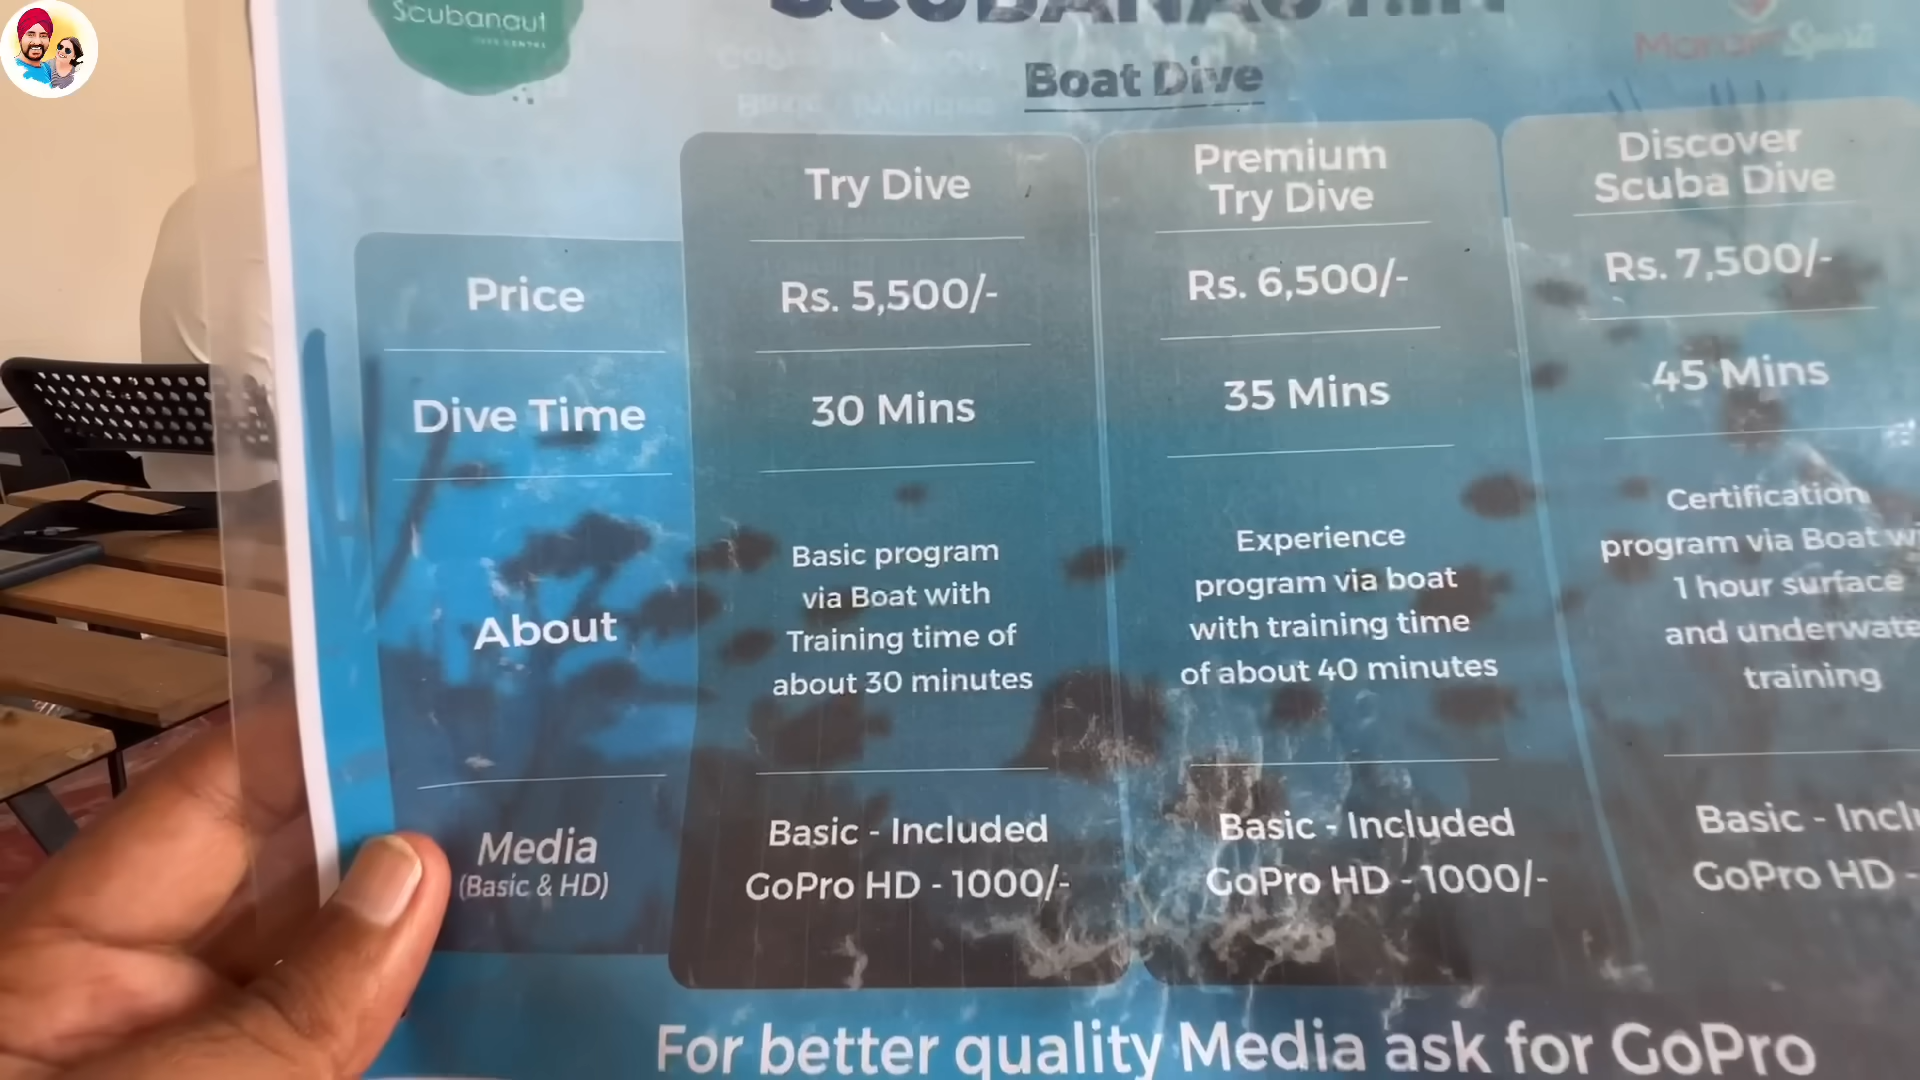 Scubanaut
DIVE CENTRE
Boat Dive
Try Dive
Premium
Try Dive
Discover
Scuba Dive
Price
Rs. 5,500/-
Rs. 6,500/-
Rs. 7,500/-
Dive Time
30 Mins
35 Mins
45 Mins
About
Basic program
via Boat with
Training time of
about 30 minutes
Experience
program via boat
with training time
of about 40 minutes
Certification
program via Boat
1 hour surface
and
training
Media
(Basic & HD)
Basic - Included
GoPro HD - 1000/-
Basic - Included
GoPro HD - 1000/-
Basic -
GoPro HD -
For better quality Media ask for GoPro